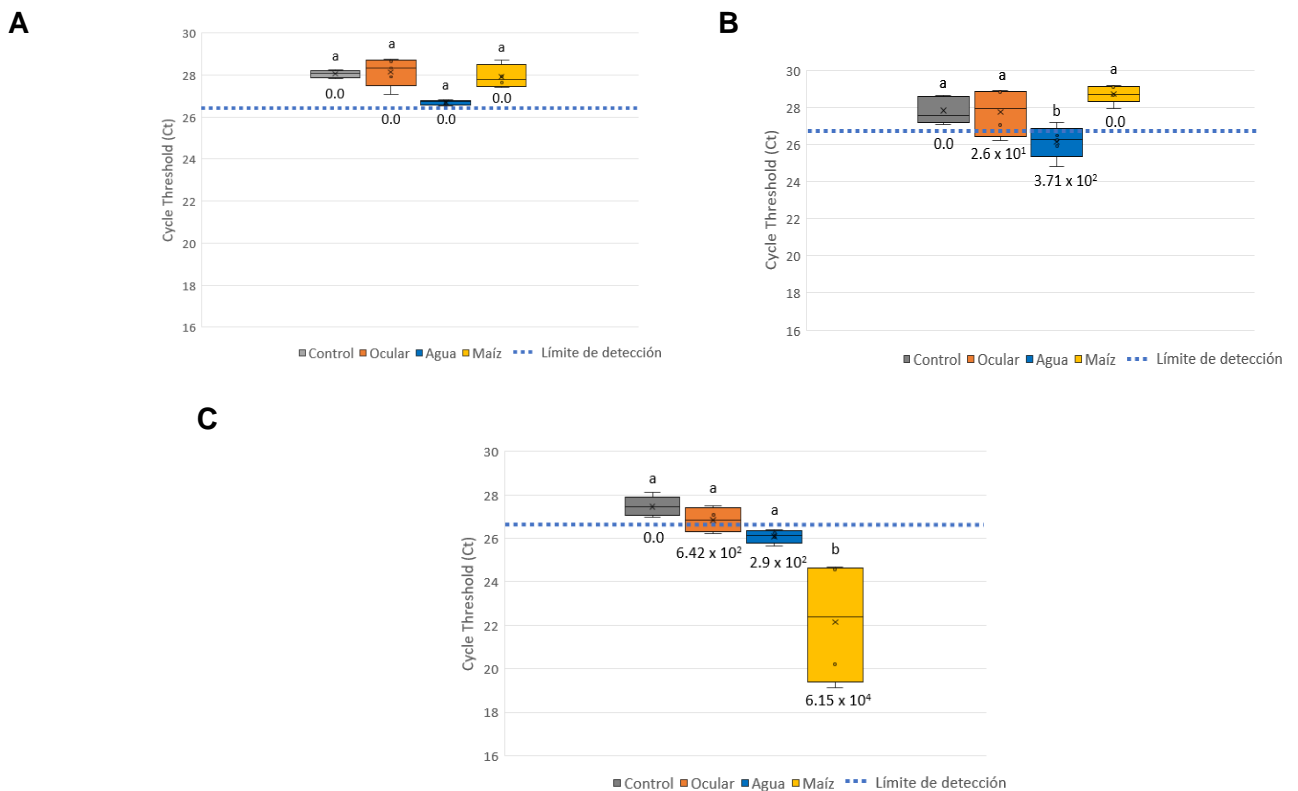 A
30
28
26
24
22
20
18
16
Cycle Threshold (Ct)
a
a
a
a
0.0
0.0
0.0
0.0
Control Ocular Agua Maíz Límite de detección
B
30
28
26
24
22
20
18
16
Cycle Threshold (Ct)
a
a
b
a
0.0
2.6 x 10¹
3.71 x 10²
0.0
Control Ocular Agua Maíz Límite de detección
C
30
28
26
24
22
20
18
16
Cycle Threshold (Ct)
a
a
a
b
0.0
6.42 x 10²
2.9 x 10²
6.15 x 10⁴
Control Ocular Agua Maíz Límite de detección